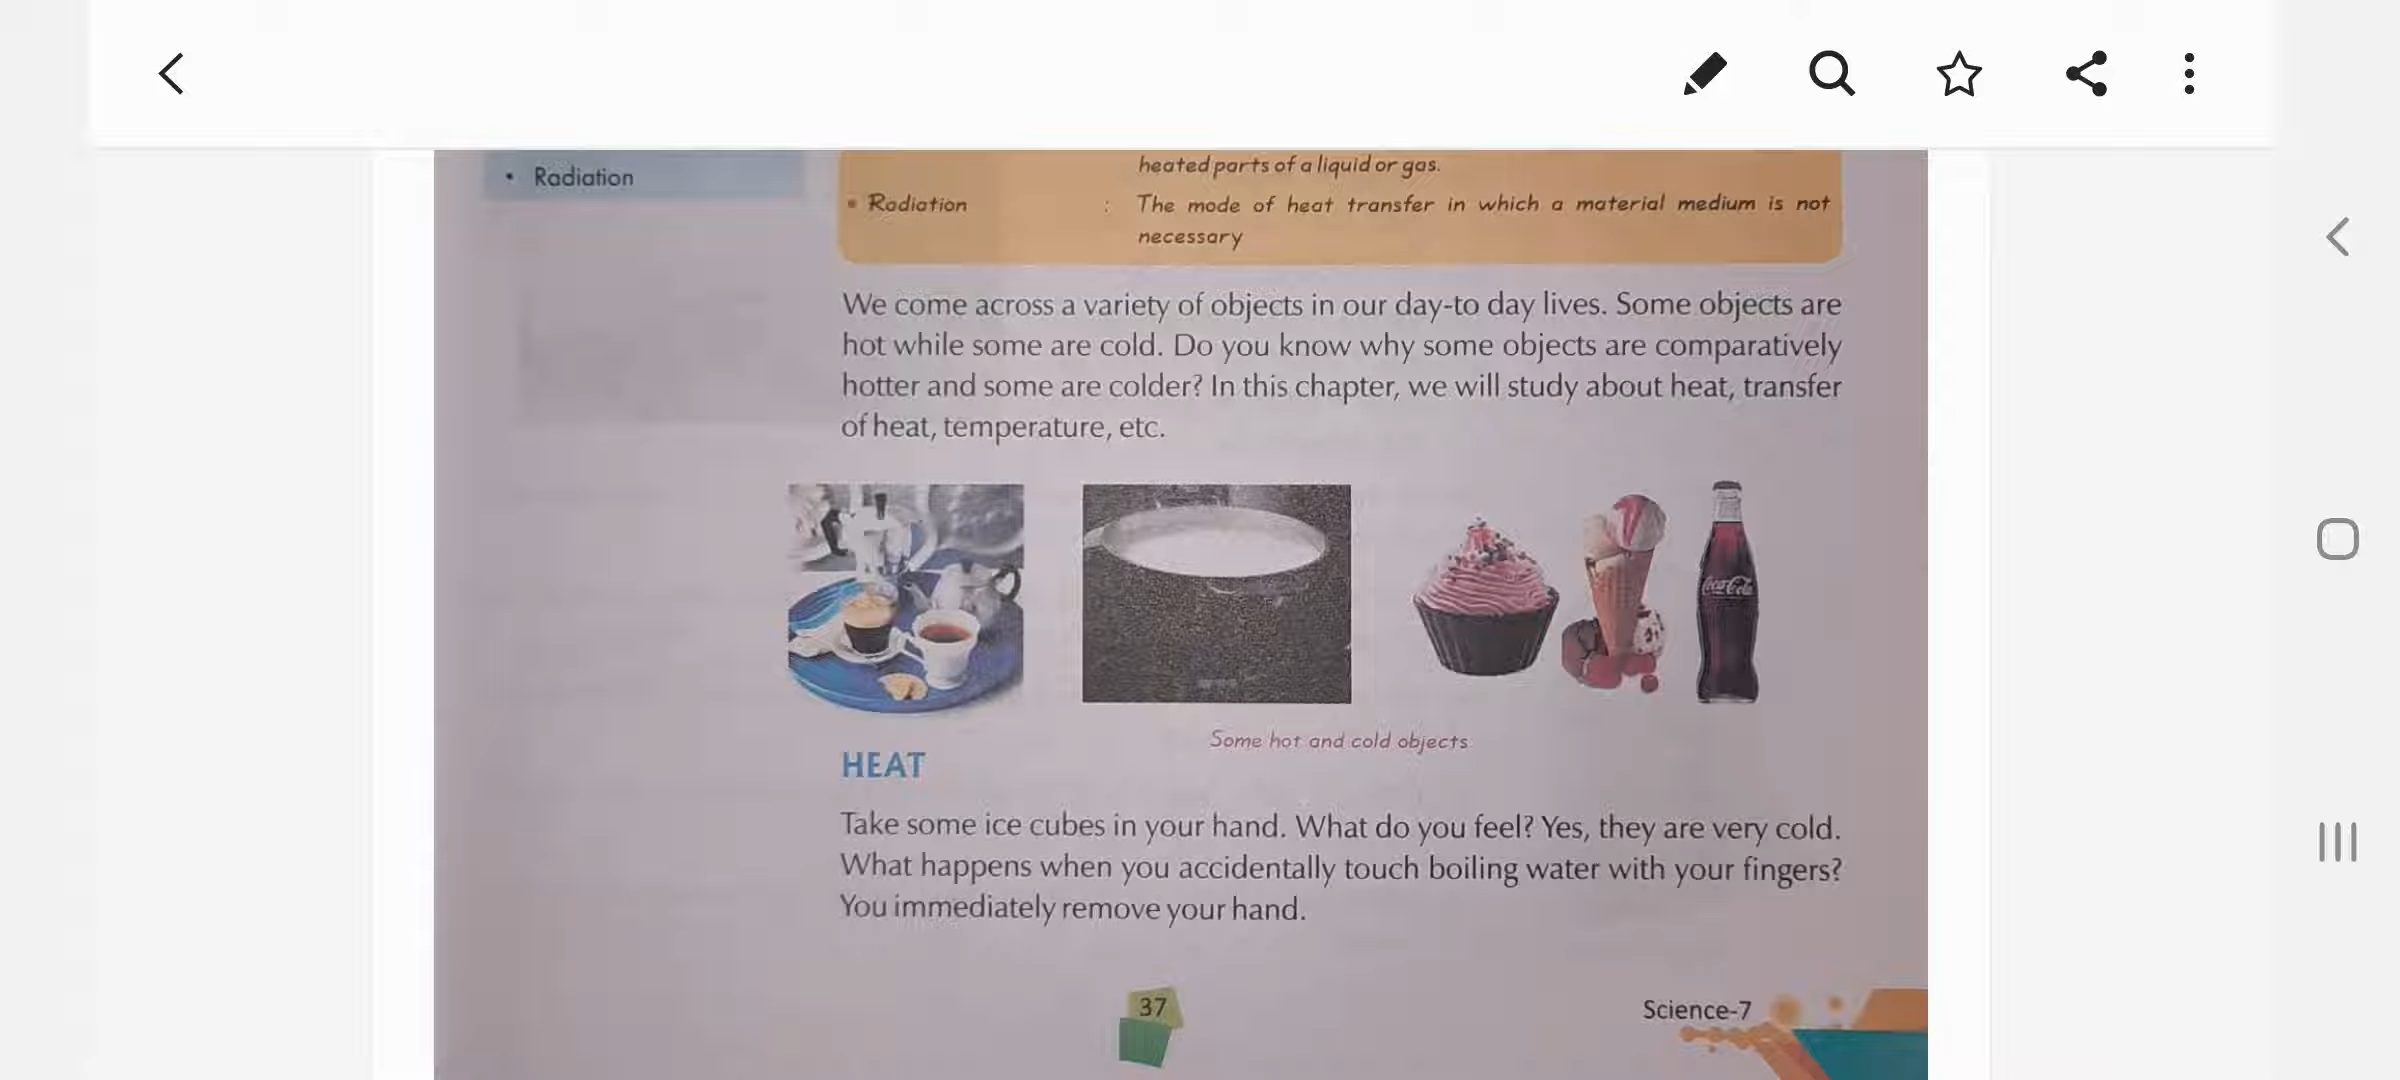 • Radiation
heated parts of a liquid or gas.
• Radiation : The mode of heat transfer in which a material medium is not
necessary
We come across a variety of objects in our day-to day lives. Some objects are
hot while some are cold. Do you know why some objects are comparatively
hotter and some are colder? In this chapter, we will study about heat, transfer
of heat, temperature, etc.
Coca-Cola
Some hot and cold objects
HEAT
Take some ice cubes in your hand. What do you feel? Yes, they are very cold.
What happens when you accidentally touch boiling water with your fingers?
You immediately remove your hand.
37
Science-7